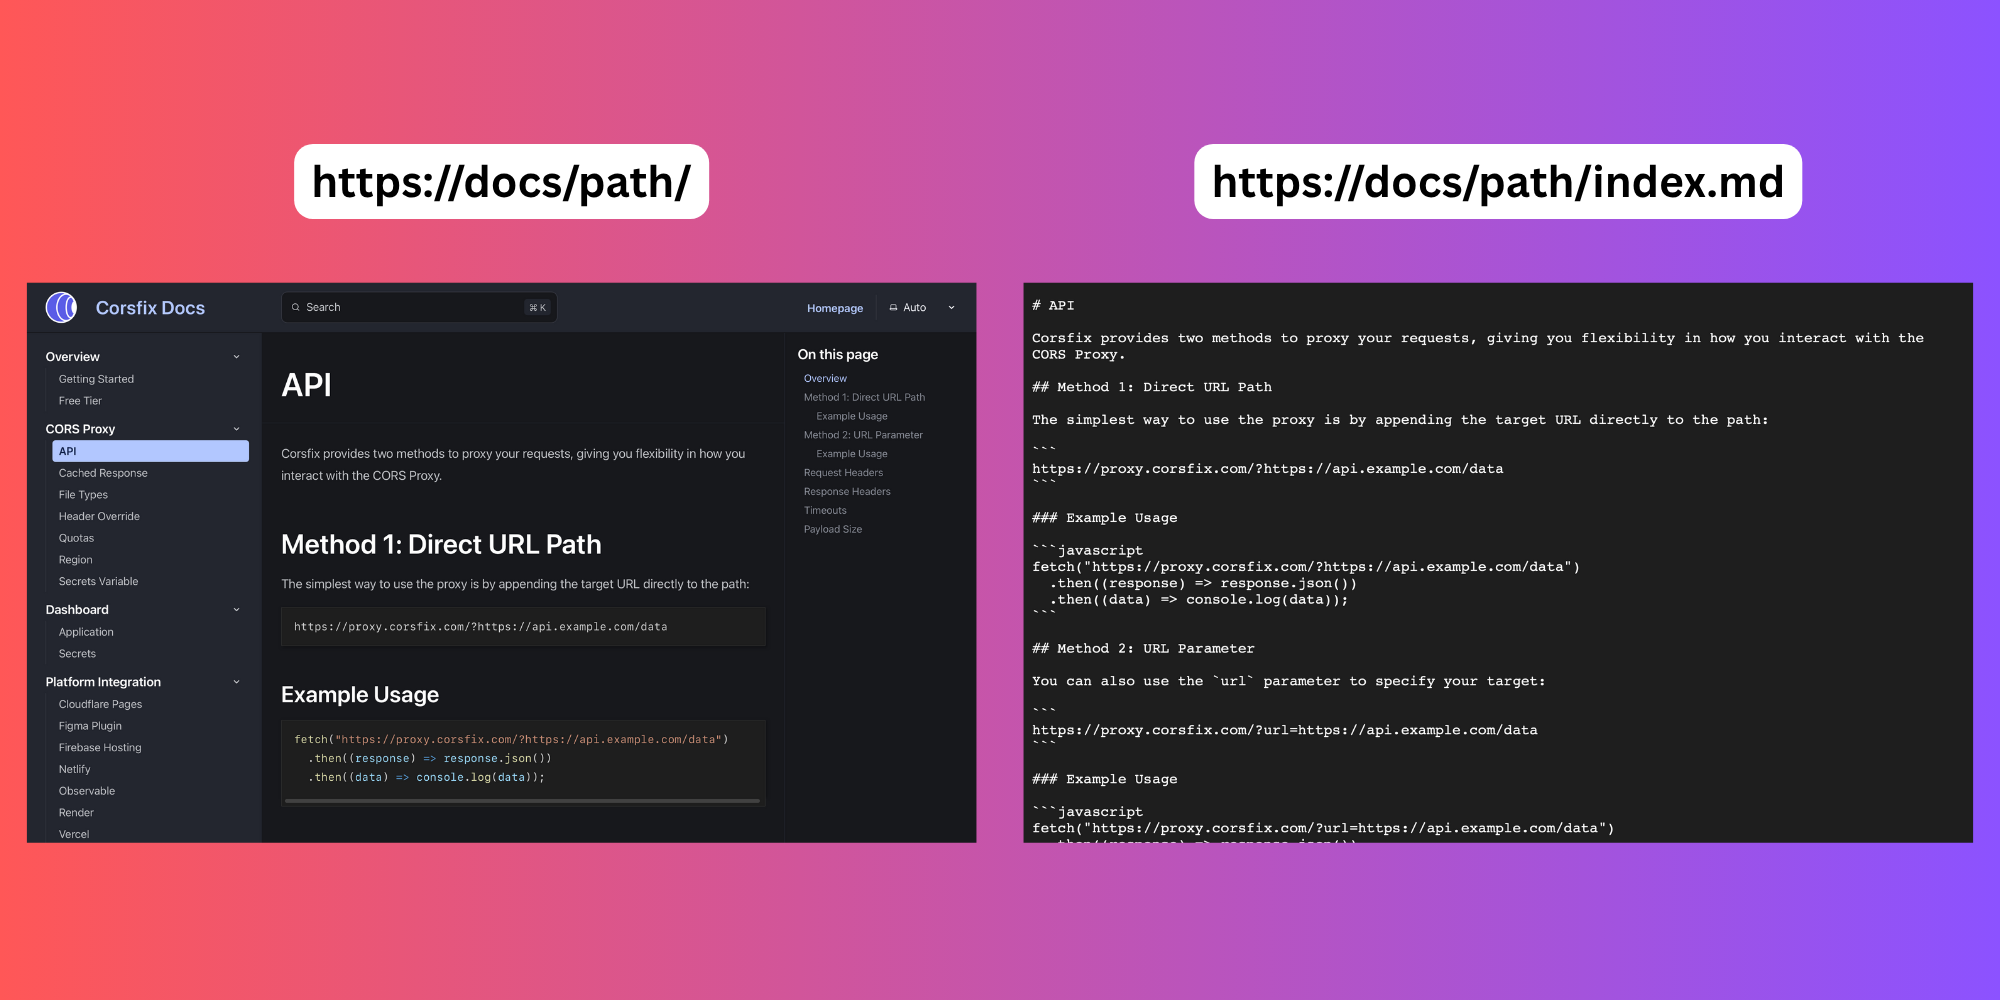 https://docs/path/
https://docs/path/index.md
Corsfix Docs
Search
⌘ K
Homepage
Auto
Overview
Getting Started
Free Tier
CORS Proxy
API
Cached Response
File Types
Header Override
Quotas
Region
Secrets Variable
Dashboard
Application
Secrets
Platform Integration
Cloudflare Pages
Figma Plugin
Firebase Hosting
Netlify
Observable
Render
Vercel
API
Corsfix provides two methods to proxy your requests, giving you flexibility in how you
interact with the CORS Proxy.
Method 1: Direct URL Path
The simplest way to use the proxy is by appending the target URL directly to the path:
https://proxy.corsfix.com/?https://api.example.com/data
Example Usage
fetch("https://proxy.corsfix.com/?https://api.example.com/data")
  .then((response) => response.json())
  .then((data) => console.log(data));
On this page
Overview
Method 1: Direct URL Path
Example Usage
Method 2: URL Parameter
Example Usage
Request Headers
Response Headers
Timeouts
Payload Size
# API
Corsfix provides two methods to proxy your requests, giving you flexibility in how you interact with the
CORS Proxy.
## Method 1: Direct URL Path
The simplest way to use the proxy is by appending the target URL directly to the path:
```
https://proxy.corsfix.com/?https://api.example.com/data
```
### Example Usage
```javascript
fetch("https://proxy.corsfix.com/?https://api.example.com/data")
  .then((response) => response.json())
  .then((data) => console.log(data));
```
## Method 2: URL Parameter
You can also use the `url` parameter to specify your target:
```
https://proxy.corsfix.com/?url=https://api.example.com/data
```
### Example Usage
```javascript
fetch("https://proxy.corsfix.com/?url=https://api.example.com/data")
  .then((response) => response.json())